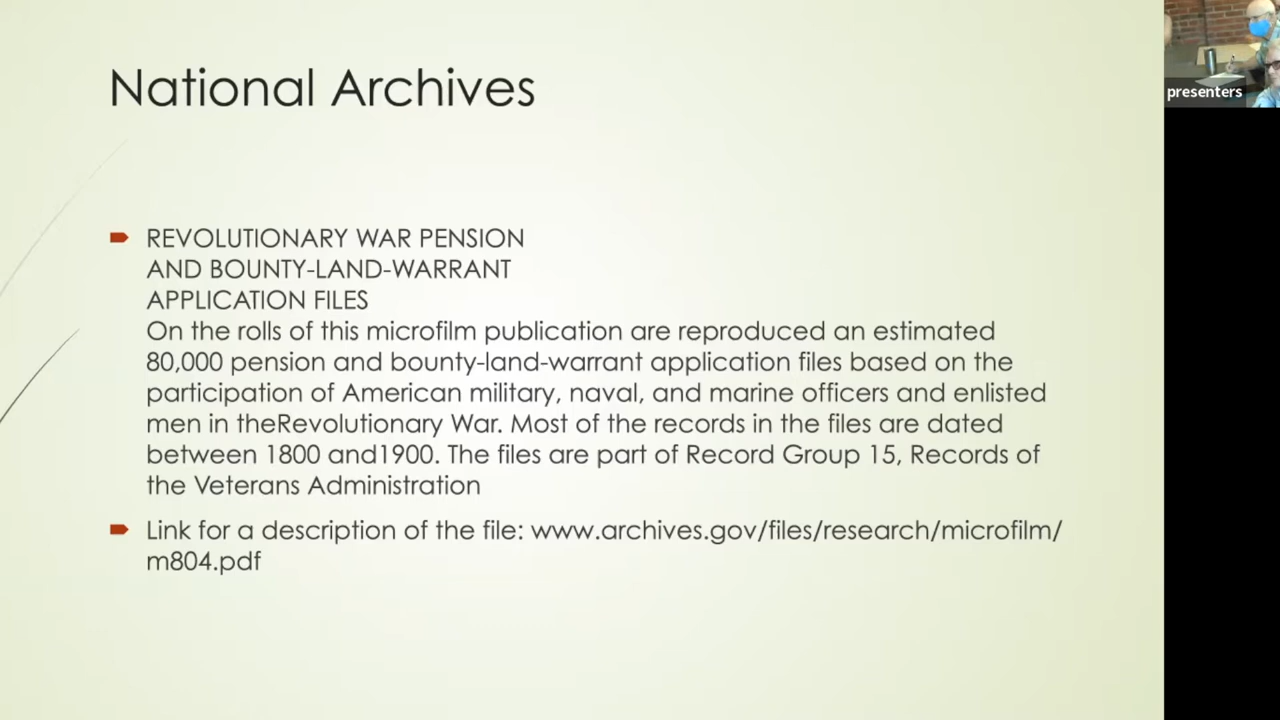 National Archives
REVOLUTIONARY WAR PENSION
AND BOUNTY-LAND-WARRANT
APPLICATION FILES
On the rolls of this microfilm publication are reproduced an estimated
80,000 pension and bounty-land-warrant application files based on the
participation of American military, naval, and marine officers and enlisted
men in theRevolutionary War. Most of the records in the files are dated
between 1800 and1900. The files are part of Record Group 15, Records of
the Veterans Administration
Link for a description of the file: www.archives.gov/files/research/microfilm/
m804.pdf
presenters